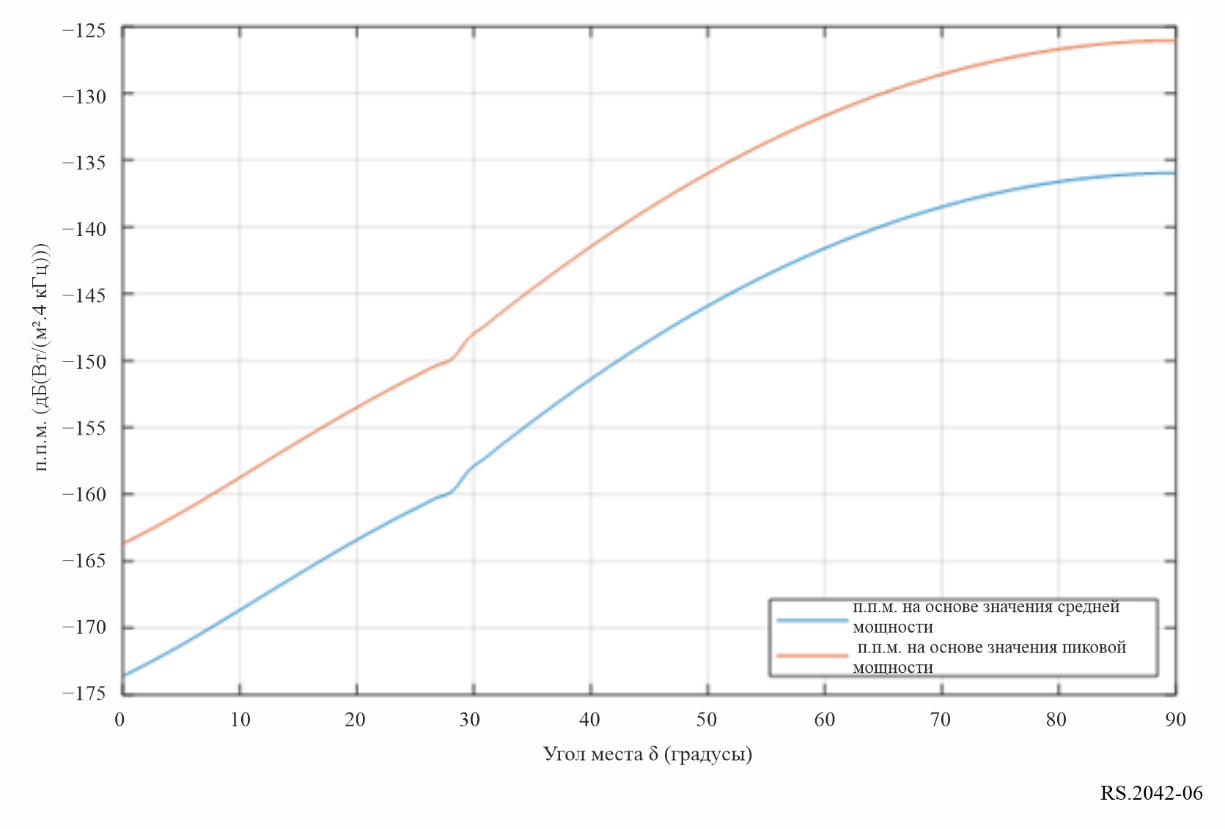 −125
−130
−135
−140
−145
−150
−155
−160
−165
−170
−175
п.п.м. (дБ(Вт/(м².4 кГц)))
п.п.м. на основе значения средней
мощности
п.п.м. на основе значения пиковой
мощности
0 10 20 30 40 50 60 70 80 90
Угол места δ (градусы)
RS.2042-06